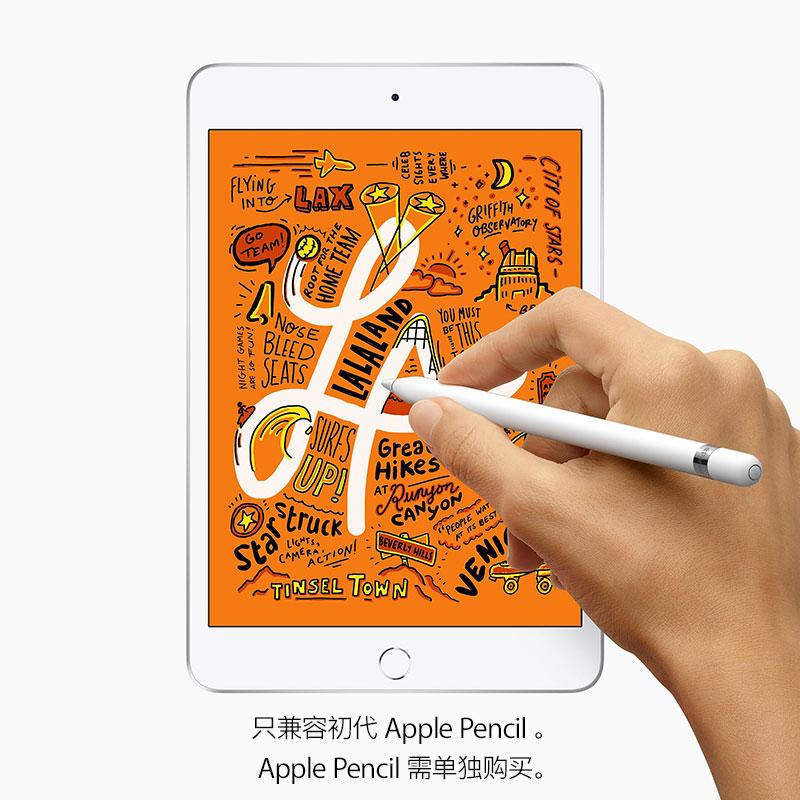 FLYING
INTO
LAX
CELEB
SIGHTS
EVERY
WHERE
CITY OF STARS
GRIFFITH
OBSERVATORY
GO
TEAM!
ROOT FOR THE
HOME TEAM
NIGHT GAMES
ARE SO FUN!
NOSE
BLEED
SEATS
LALALAND
YOU MUST
BE
THIS
LA
SURFS
UP!
Great
HiKES
AT Runyon
CANYON
Star Struck
LIGHTS,
CAMERA,
ACTION!
"PEOPLE
AT ITS BEST
BEVERLY HILLS
TINSEL TOWN
只兼容初代 Apple Pencil 。
Apple Pencil 需单独购买。